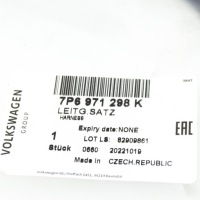 7P6 971 298 K
LEITG.SATZ
HARNESS
Expiry date: NONE
LOT LS: 82909861
1
Stück 0660 20221019
Made in CZECH.REPUBLIC
VOLKSWAGEN
GROUP
EAC